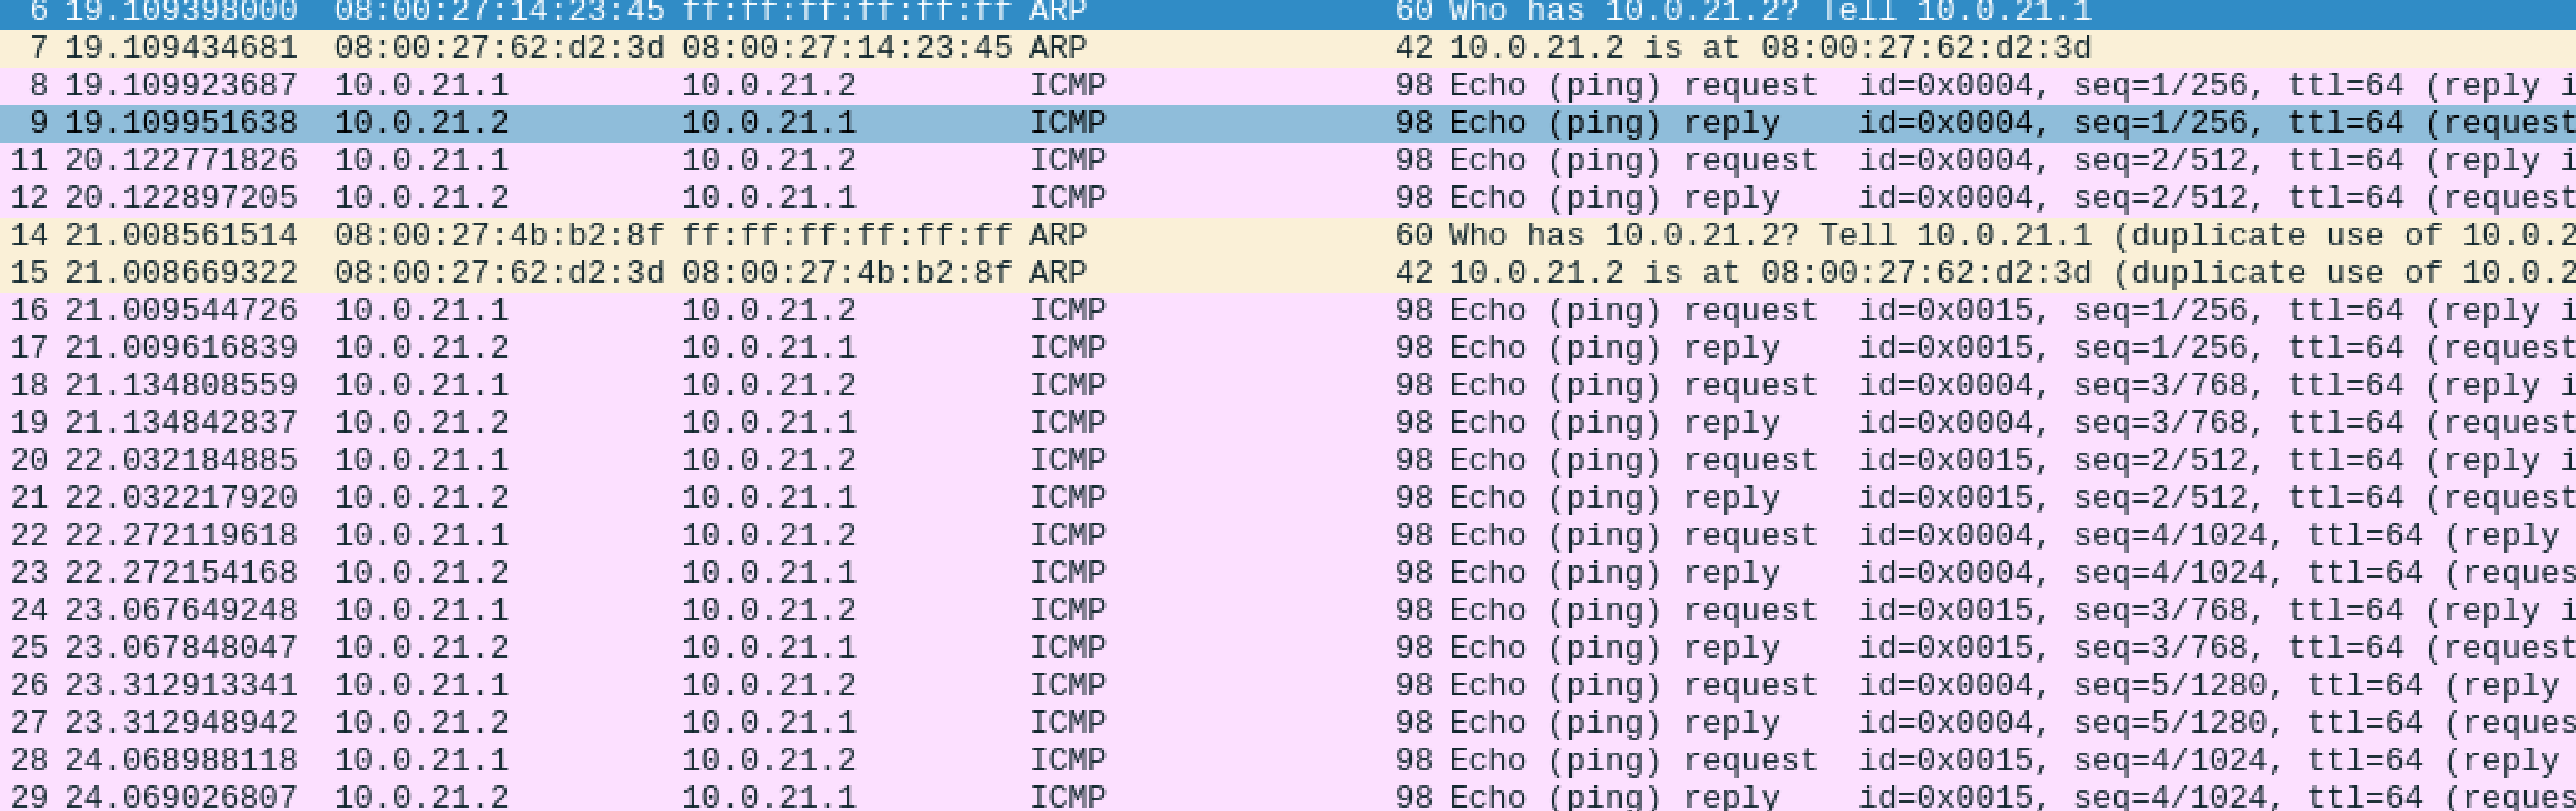 6 19.109398000 08:00:27:14:23:45 ff:ff:ff:ff:ff:ff ARP 60 Who has 10.0.21.2? Tell 10.0.21.1
7 19.109434681 08:00:27:62:d2:3d 08:00:27:14:23:45 ARP 42 10.0.21.2 is at 08:00:27:62:d2:3d
8 19.109923687 10.0.21.1 10.0.21.2 ICMP 98 Echo (ping) request id=0x0004, seq=1/256, ttl=64 (reply i
9 19.109951638 10.0.21.2 10.0.21.1 ICMP 98 Echo (ping) reply id=0x0004, seq=1/256, ttl=64 (request
11 20.122771826 10.0.21.1 10.0.21.2 ICMP 98 Echo (ping) request id=0x0004, seq=2/512, ttl=64 (reply i
12 20.122897205 10.0.21.2 10.0.21.1 ICMP 98 Echo (ping) reply id=0x0004, seq=2/512, ttl=64 (request
14 21.008561514 08:00:27:4b:b2:8f ff:ff:ff:ff:ff:ff ARP 60 Who has 10.0.21.2? Tell 10.0.21.1 (duplicate use of 10.0.2
15 21.008669322 08:00:27:62:d2:3d 08:00:27:4b:b2:8f ARP 42 10.0.21.2 is at 08:00:27:62:d2:3d (duplicate use of 10.0.2
16 21.009544726 10.0.21.1 10.0.21.2 ICMP 98 Echo (ping) request id=0x0015, seq=1/256, ttl=64 (reply i
17 21.009616839 10.0.21.2 10.0.21.1 ICMP 98 Echo (ping) reply id=0x0015, seq=1/256, ttl=64 (request
18 21.134808559 10.0.21.1 10.0.21.2 ICMP 98 Echo (ping) request id=0x0004, seq=3/768, ttl=64 (reply i
19 21.134842837 10.0.21.2 10.0.21.1 ICMP 98 Echo (ping) reply id=0x0004, seq=3/768, ttl=64 (request
20 22.032184885 10.0.21.1 10.0.21.2 ICMP 98 Echo (ping) request id=0x0015, seq=2/512, ttl=64 (reply i
21 22.032217920 10.0.21.2 10.0.21.1 ICMP 98 Echo (ping) reply id=0x0015, seq=2/512, ttl=64 (request
22 22.272119618 10.0.21.1 10.0.21.2 ICMP 98 Echo (ping) request id=0x0004, seq=4/1024, ttl=64 (reply
23 22.272154168 10.0.21.2 10.0.21.1 ICMP 98 Echo (ping) reply id=0x0004, seq=4/1024, ttl=64 (reques
24 23.067649248 10.0.21.1 10.0.21.2 ICMP 98 Echo (ping) request id=0x0015, seq=3/768, ttl=64 (reply i
25 23.067848047 10.0.21.2 10.0.21.1 ICMP 98 Echo (ping) reply id=0x0015, seq=3/768, ttl=64 (request
26 23.312913341 10.0.21.1 10.0.21.2 ICMP 98 Echo (ping) request id=0x0004, seq=5/1280, ttl=64 (reply
27 23.312948942 10.0.21.2 10.0.21.1 ICMP 98 Echo (ping) reply id=0x0004, seq=5/1280, ttl=64 (reques
28 24.068988118 10.0.21.1 10.0.21.2 ICMP 98 Echo (ping) request id=0x0015, seq=4/1024, ttl=64 (reply
29 24.069026807 10.0.21.2 10.0.21.1 ICMP 98 Echo (ping) reply id=0x0015, seq=4/1024, ttl=64 (reques